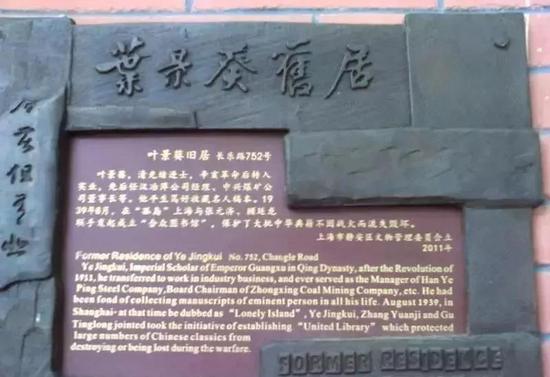 葉景葵舊居
叶景葵旧居 长乐路752号
叶景葵，清光绪进士，辛亥革命后转入
实业，先后任汉冶萍公司经理、中兴煤矿公
司董事长等。他平生笃好收藏名人稿本。
1939年8月，在“孤岛”上海与张元济、顾廷龙
联手发起成立“合众图书馆”，保护了大批中华典籍不因战火而流失毁坏。
上海市静安区文物管理委员会立
2011年
Former Residence of Ye Jingkui No. 752, Changle Road
Ye Jingkui, Imperial Scholar of Emperor Guangxu in Qing Dynasty, after the Revolution of
1911, he transferred to work in industry business, and ever served as the Manager of Han Ye
Ping Steel Company, Board Chairman of Zhongxing Coal Mining Company, etc. He had
been fond of collecting manuscripts of eminent person in all his life. August 1939, in
Shanghai- at that time be dubbed as “Lonely Island”, Ye Jingkui, Zhang Yuanji and Gu
Tinglong jointed took the initiative of establishing “United Library” which protected
large numbers of Chinese classics from
destroying or being lost during the warfare.
FORMER RESIDENCE